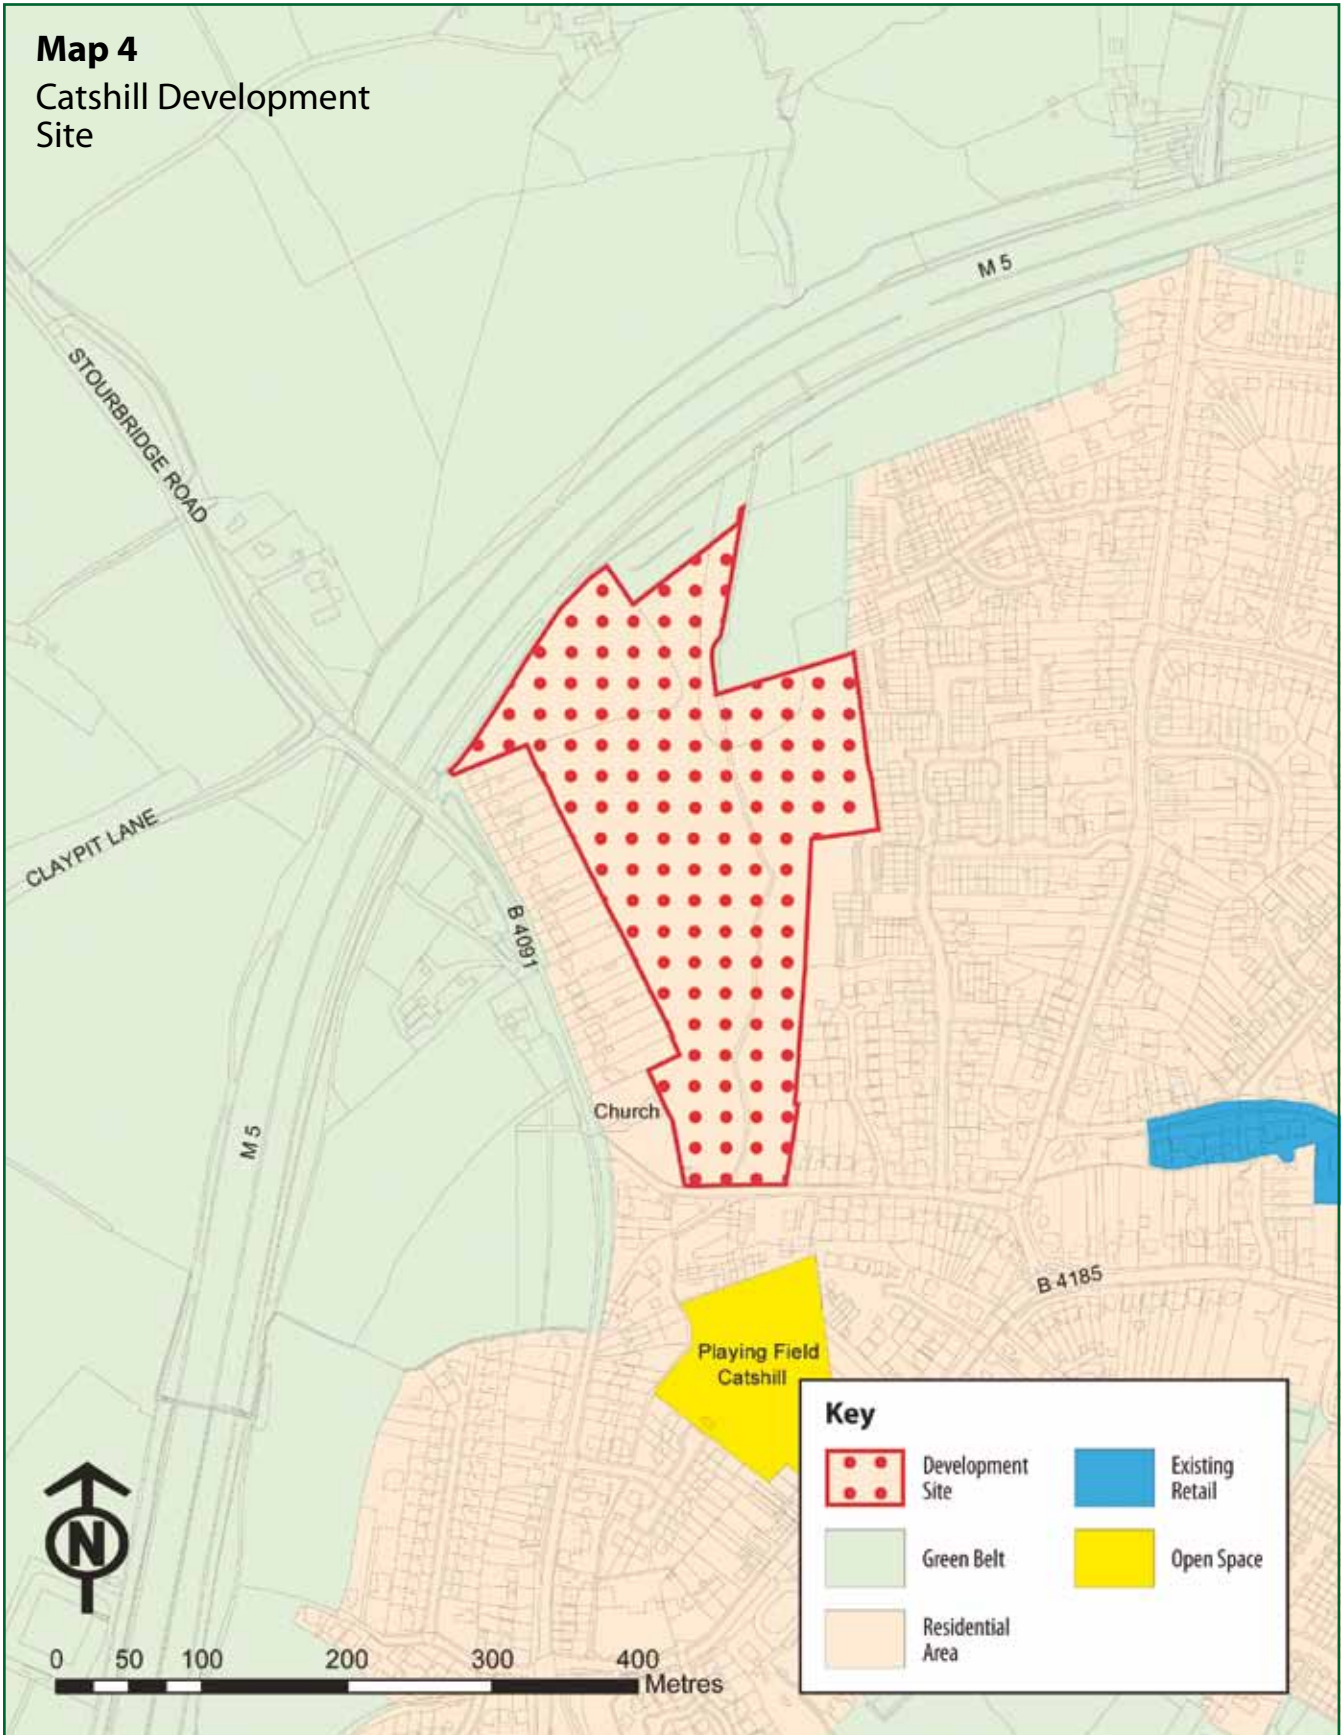 Map 4
Catshill Development
Site
M 5
STOURBRIDGE ROAD
CLAYPIT LANE
B 4091
Church
M 5
B 4185
Playing Field
Catshill
Key
Development
Site
Existing
Retail
Green Belt
Open Space
Residential
Area
N
0 50 100 200 300 400
Metres